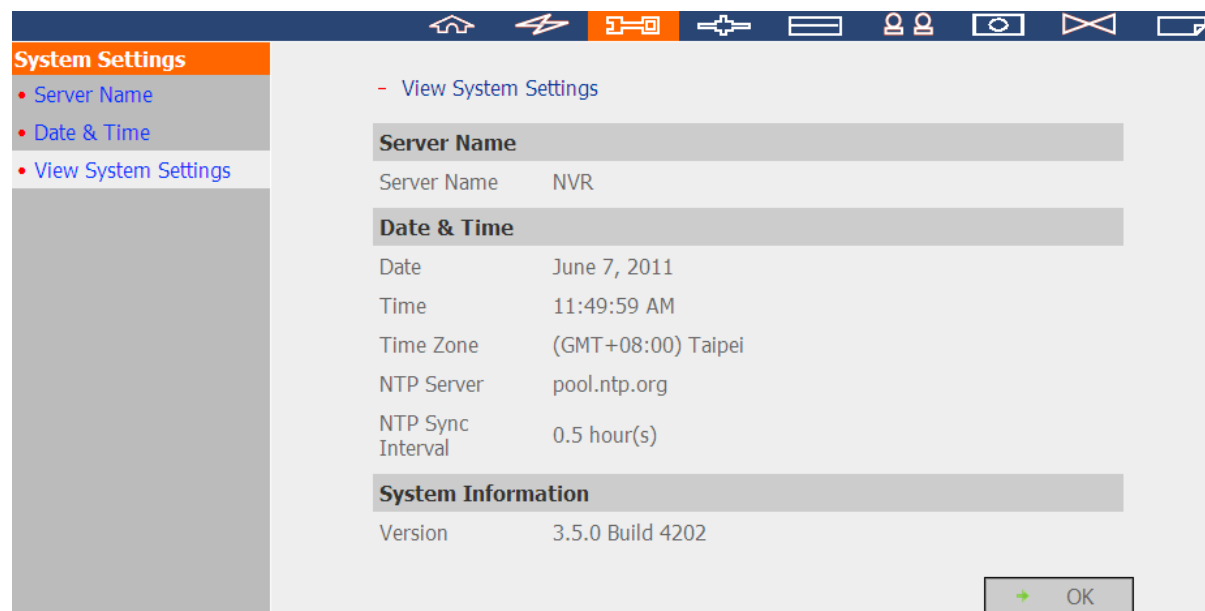 System Settings
• Server Name
• Date & Time
• View System Settings
– View System Settings
Server Name
Server Name NVR
Date & Time
Date June 7, 2011
Time 11:49:59 AM
Time Zone (GMT+08:00) Taipei
NTP Server pool.ntp.org
NTP Sync
Interval 0.5 hour(s)
System Information
Version 3.5.0 Build 4202
OK